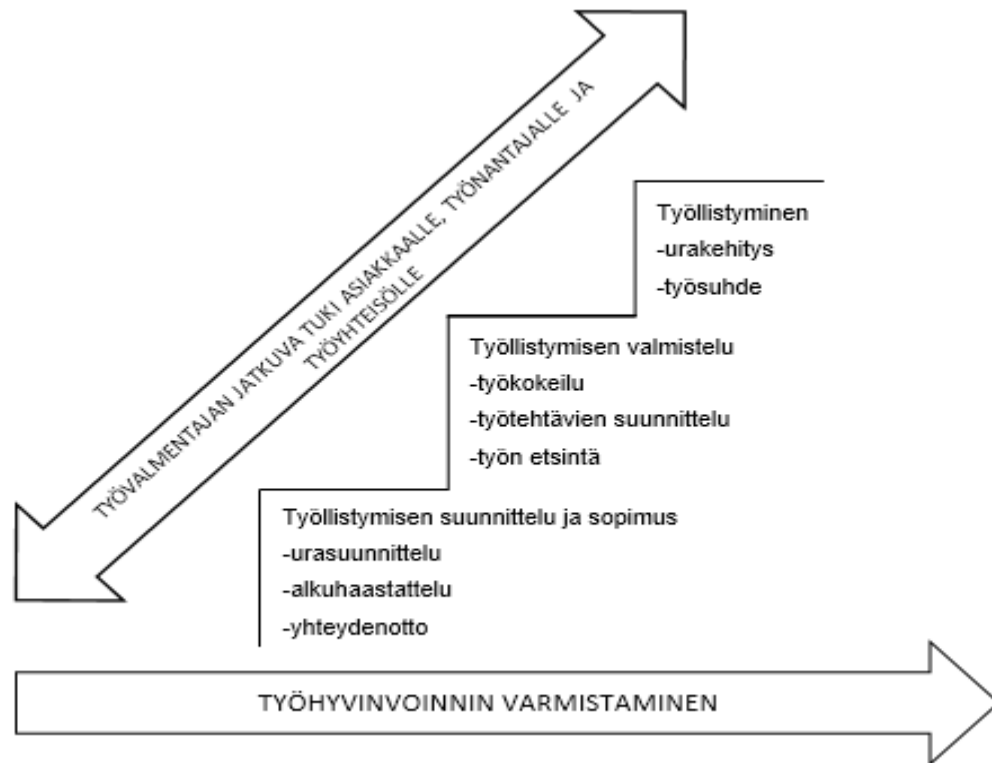 TYÖVALMENTAJAN JATKUVA TUKI ASIAKKAALLE, TYÖNANTAJALLE JA
TYÖYHTEISÖLLE
Työllistyminen
-urakehitys
-työsuhde
Työllistymisen valmistelu
-työkokeilu
-työtehtävien suunnittelu
-työn etsintä
Työllistymisen suunnittelu ja sopimus
-urasuunnittelu
-alkuhaastattelu
-yhteydenotto
TYÖHYVINVOINNIN VARMISTAMINEN